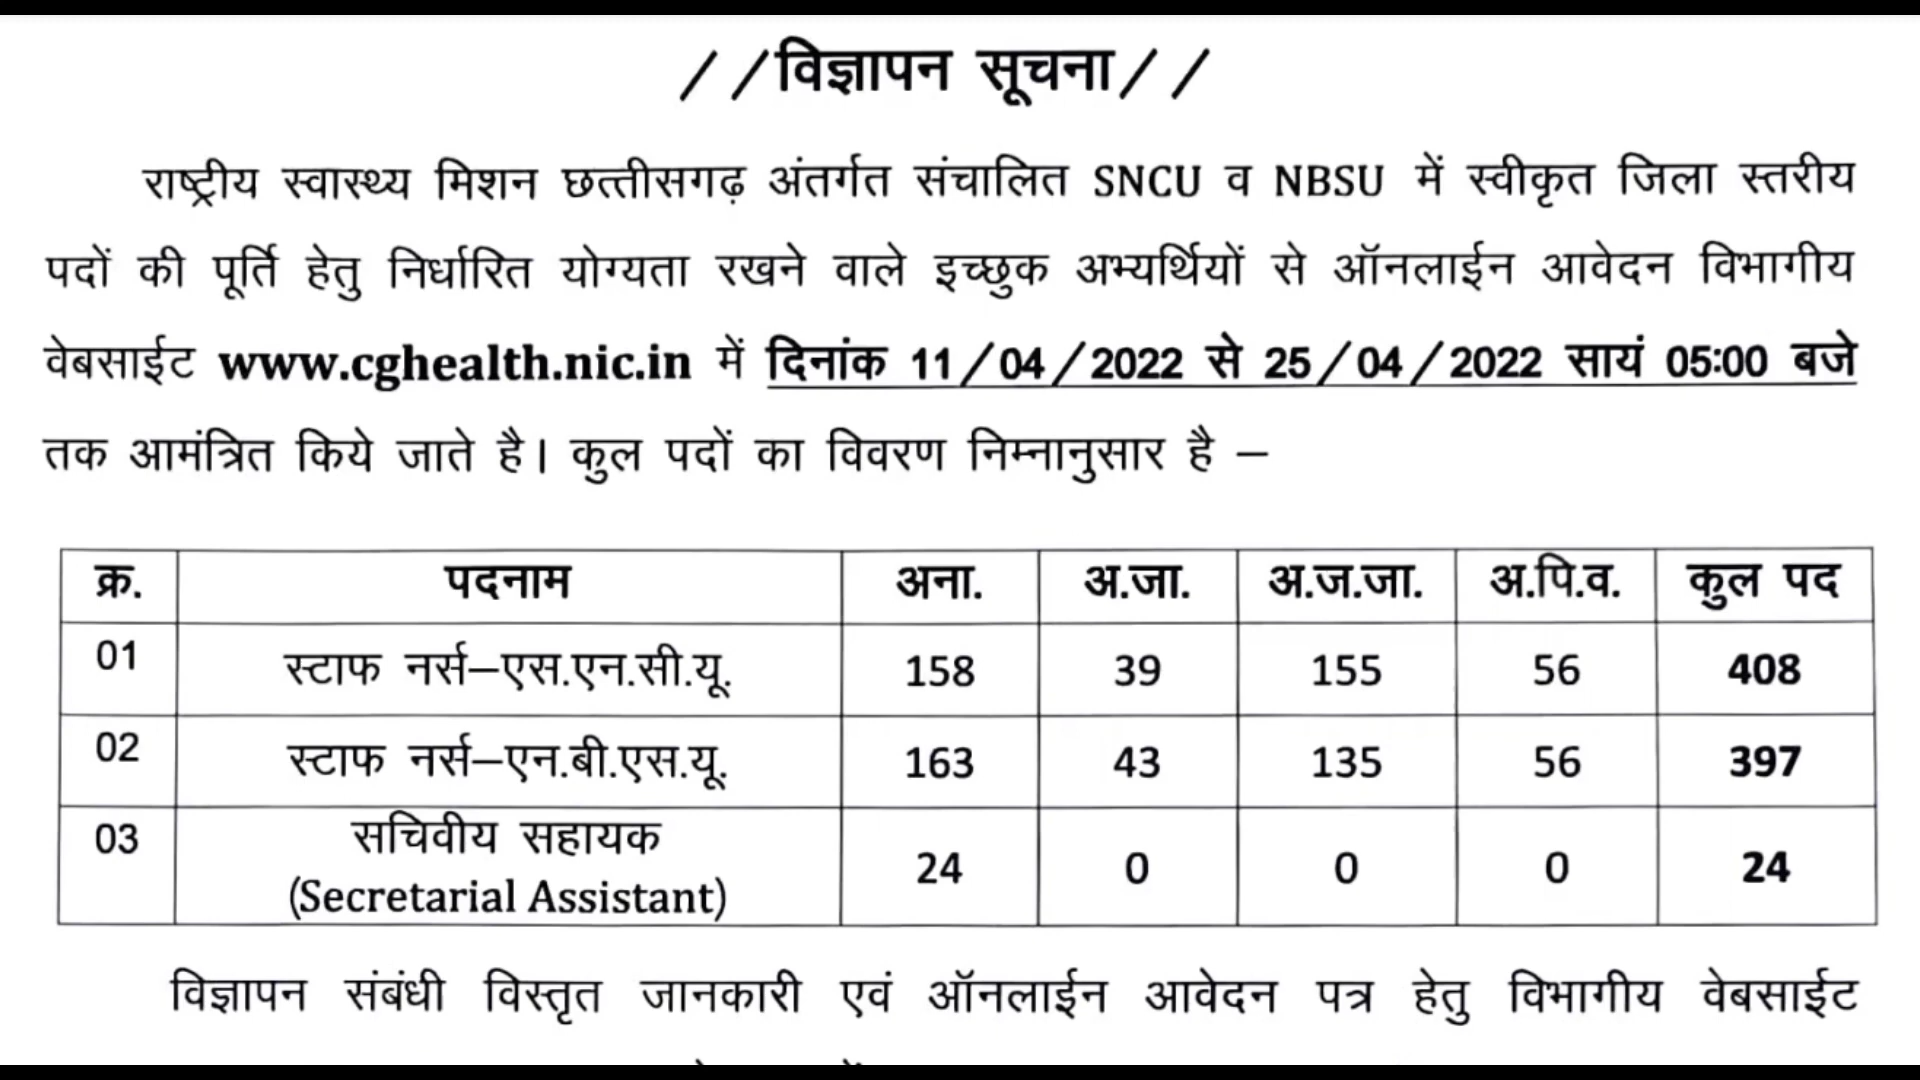 //विज्ञापन सूचना//
राष्ट्रीय स्वास्थ्य मिशन छत्तीसगढ़ अंतर्गत संचालित SNCU व NBSU में स्वीकृत जिला स्तरीय
पदों की पूर्ति हेतु निर्धारित योग्यता रखने वाले इच्छुक अभ्यर्थियों से ऑनलाईन आवेदन विभागीय
वेबसाईट www.cghealth.nic.in में दिनांक 11/04/2022 से 25/04/2022 सायं 05:00 बजे
तक आमंत्रित किये जाते है। कुल पदों का विवरण निम्नानुसार है –
क्र. पदनाम अना. अ.जा. अ.ज.जा. अ.पि.व. कुल पद
01 स्टाफ नर्स–एस.एन.सी.यू. 158 39 155 56 408
02 स्टाफ नर्स–एन.बी.एस.यू. 163 43 135 56 397
03 सचिवीय सहायक (Secretarial Assistant) 24 0 0 0 24
विज्ञापन संबंधी विस्तृत जानकारी एवं ऑनलाईन आवेदन पत्र हेतु विभागीय वेबसाईट